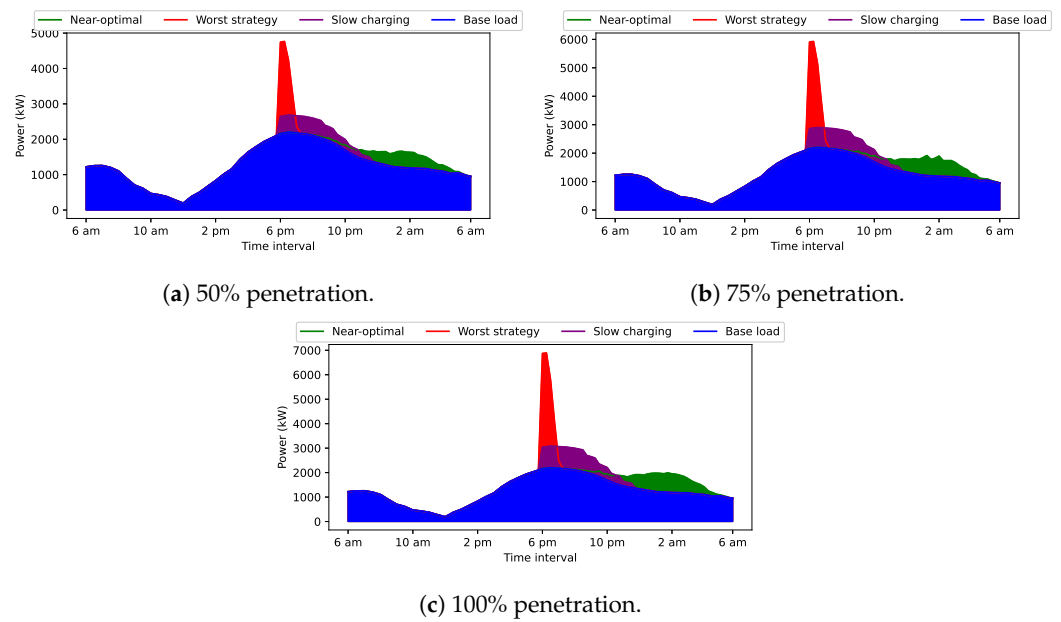 Near-optimal Worst strategy Slow charging Base load
5000
4000
3000
2000
1000
0
Power (kW)
6 am 10 am 2 pm 6 pm 10 pm 2 am 6 am
Time interval
(a) 50% penetration.
Near-optimal Worst strategy Slow charging Base load
6000
5000
4000
3000
2000
1000
0
Power (kW)
6 am 10 am 2 pm 6 pm 10 pm 2 am 6 am
Time interval
(b) 75% penetration.
Near-optimal Worst strategy Slow charging Base load
7000
6000
5000
4000
3000
2000
1000
0
Power (kW)
6 am 10 am 2 pm 6 pm 10 pm 2 am 6 am
Time interval
(c) 100% penetration.